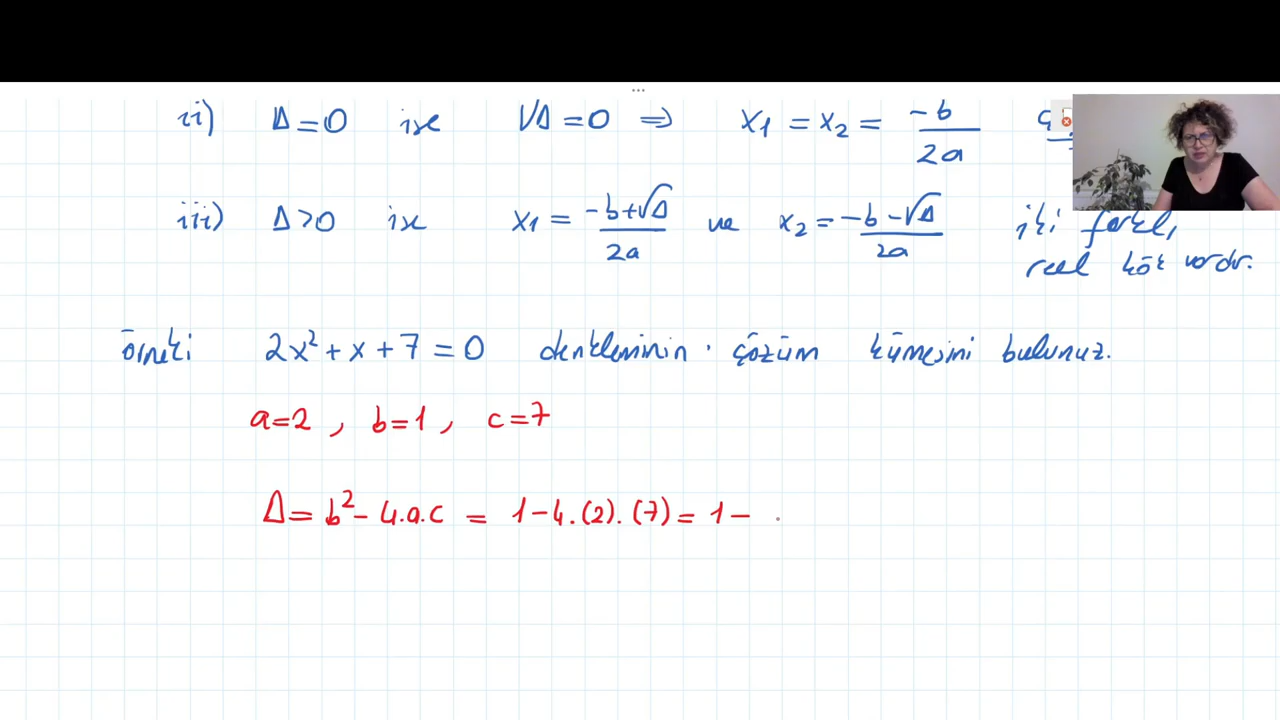 ii) Δ=0 ise √Δ=0 ⇒ x1 = x2 = -b/2a
iii) Δ>0 ise x1 = -b+√Δ/2a ve x2 = -b-√Δ/2a iki farklı
reel kök vardır.
örnek: 2x²+x+7=0 denkleminin çözüm kümesini bulunuz.
a=2, b=1, c=7
Δ= b²-4.a.c = 1-4.(2).(7)= 1-